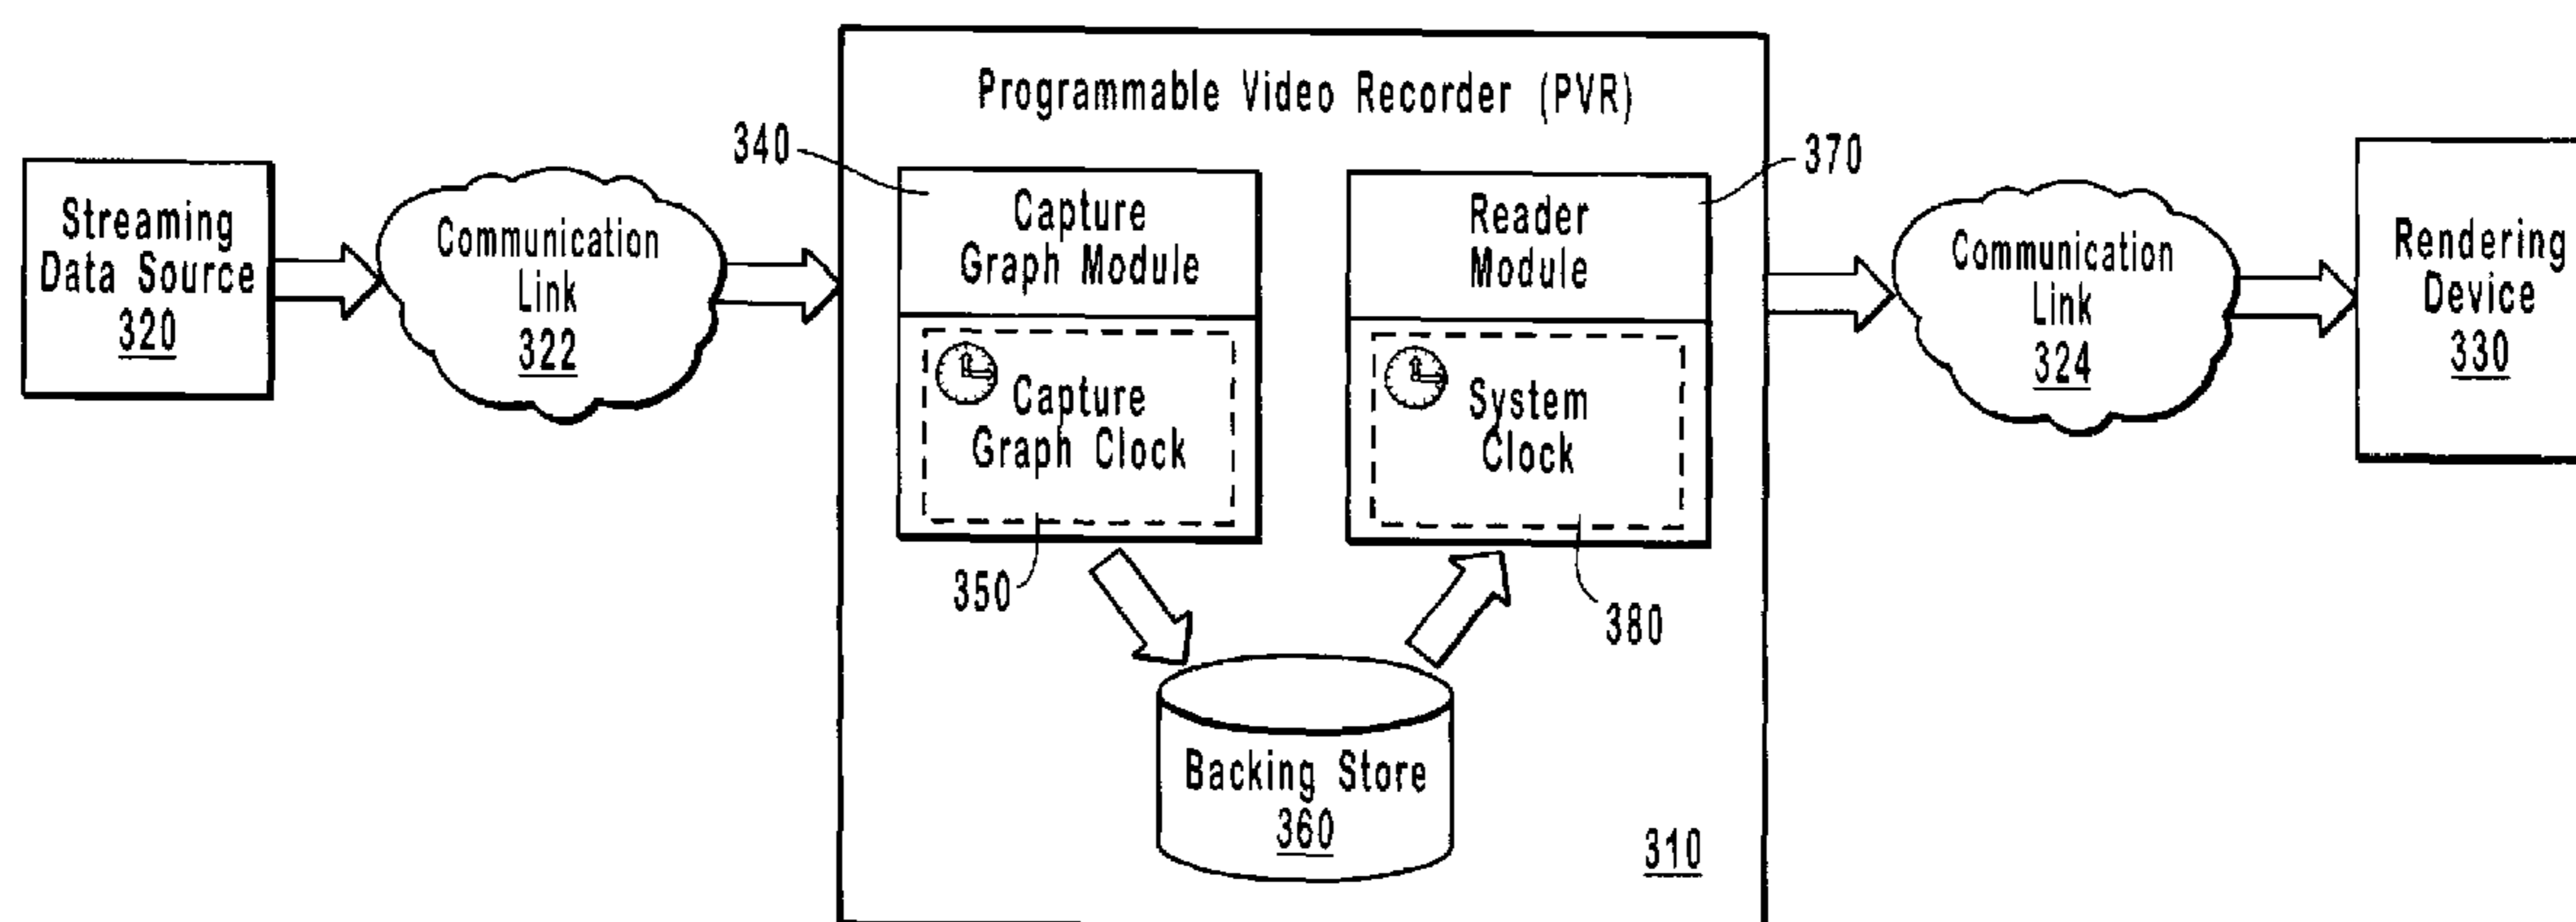 Programmable Video Recorder (PVR)
340
370
Streaming
Data Source
320
Communication
Link
322
Capture
Graph Module
Reader
Module
Communication
Link
324
Rendering
Device
330
Capture
Graph Clock
System
Clock
350
380
Backing Store
360
310